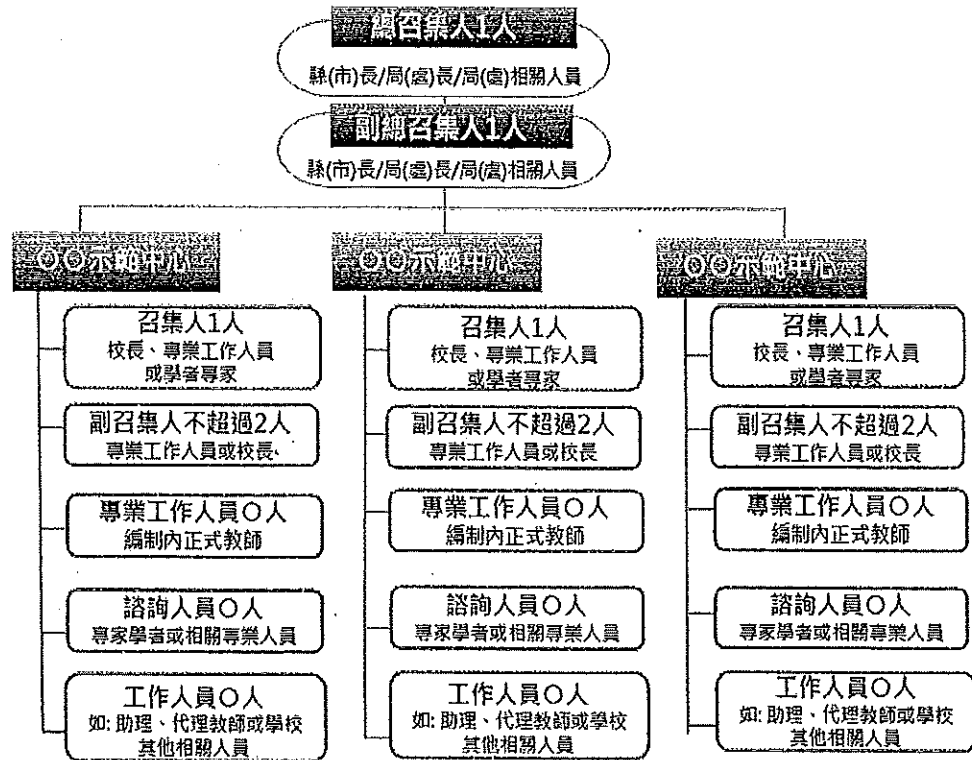 總召集人1人
縣(市)長/局(處)長/局(處)相關人員
副總召集人1人
縣(市)長/局(處)長/局(處)相關人員
〇〇示範中心
召集人1人
校長、專業工作人員
或學者專家
副召集人不超過2人
專業工作人員或校長
專業工作人員〇人
編制內正式教師
諮詢人員〇人
專家學者或相關專業人員
工作人員〇人
如: 助理、代理教師或學校
其他相關人員
〇〇示範中心
召集人1人
校長、專業工作人員
或學者專家
副召集人不超過2人
專業工作人員或校長
專業工作人員〇人
編制內正式教師
諮詢人員〇人
專家學者或相關專業人員
工作人員〇人
如: 助理、代理教師或學校
其他相關人員
〇〇示範中心
召集人1人
校長、專業工作人員
或學者專家
副召集人不超過2人
專業工作人員或校長
專業工作人員〇人
編制內正式教師
諮詢人員〇人
專家學者或相關專業人員
工作人員〇人
如: 助理、代理教師或學校
其他相關人員